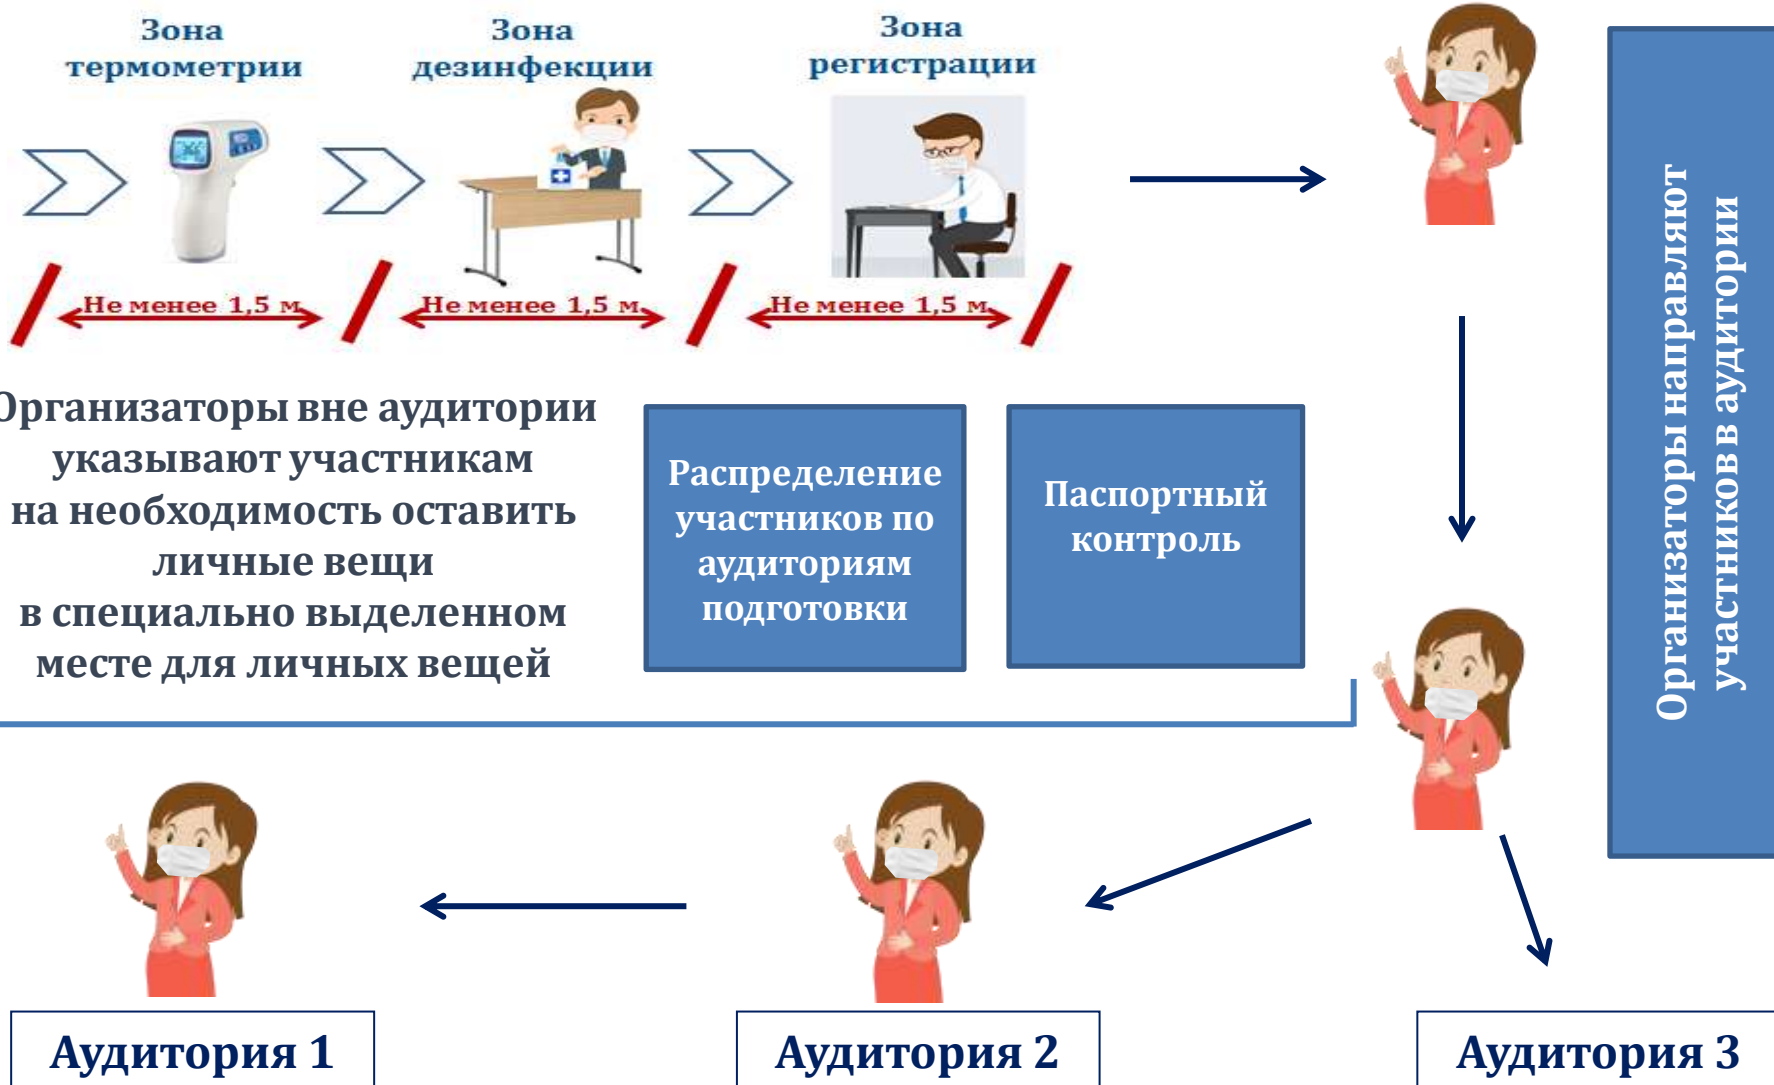 Зона
термометрии
Зона
дезинфекции
Зона
регистрации
Не менее 1,5 м
Не менее 1,5 м
Не менее 1,5 м
Организаторы вне аудитории
указывают участникам
на необходимость оставить
личные вещи
в специально выделенном
месте для личных вещей
Распределение
участников по
аудиториям
подготовки
Паспортный
контроль
Организаторы направляют
участников в аудитории
Аудитория 1
Аудитория 2
Аудитория 3